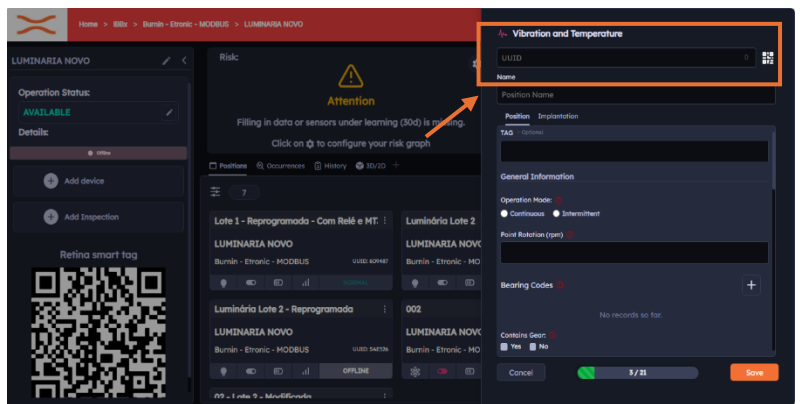 Home > IBBx > Burnin - Etronic - MODBUS > LUMINARIA NOVO
LUMINARIA NOVO
Operation Status:
AVAILABLE
Details:
Offline
Add device
Add Inspection
Retina smart tag
Risk:
Attention
Filling in data or sensors under learning (30d) is missing.
Click on to configure your risk graph
Positions
Occurrences
History
3D/2D
7
Lote 1 - Reprogramada - Com Relé e MT
LUMINARIA NOVO
Burnin - Etronic - MODBUS
UUID: 609487
NORMAL
Luminária Lote 2
LUMINARIA NOVO
Burnin - Etronic - MO
Luminária Lote 2 - Reprogramada
LUMINARIA NOVO
Burnin - Etronic - MODBUS
OFFLINE
002
LUMINARIA NOVO
Burnin - Etronic - MO
02 - Lote 2 - Modificada
Vibration and Temperature
UUID
Name
Position Name
Position
Implantation
TAG - Optional
General Information
Operation Mode:
Continuous
Intermittent
Point Rotation (rpm)
Bearing Codes
No records so far.
Contains Gear:
Yes
No
Cancel
3 / 21
Save